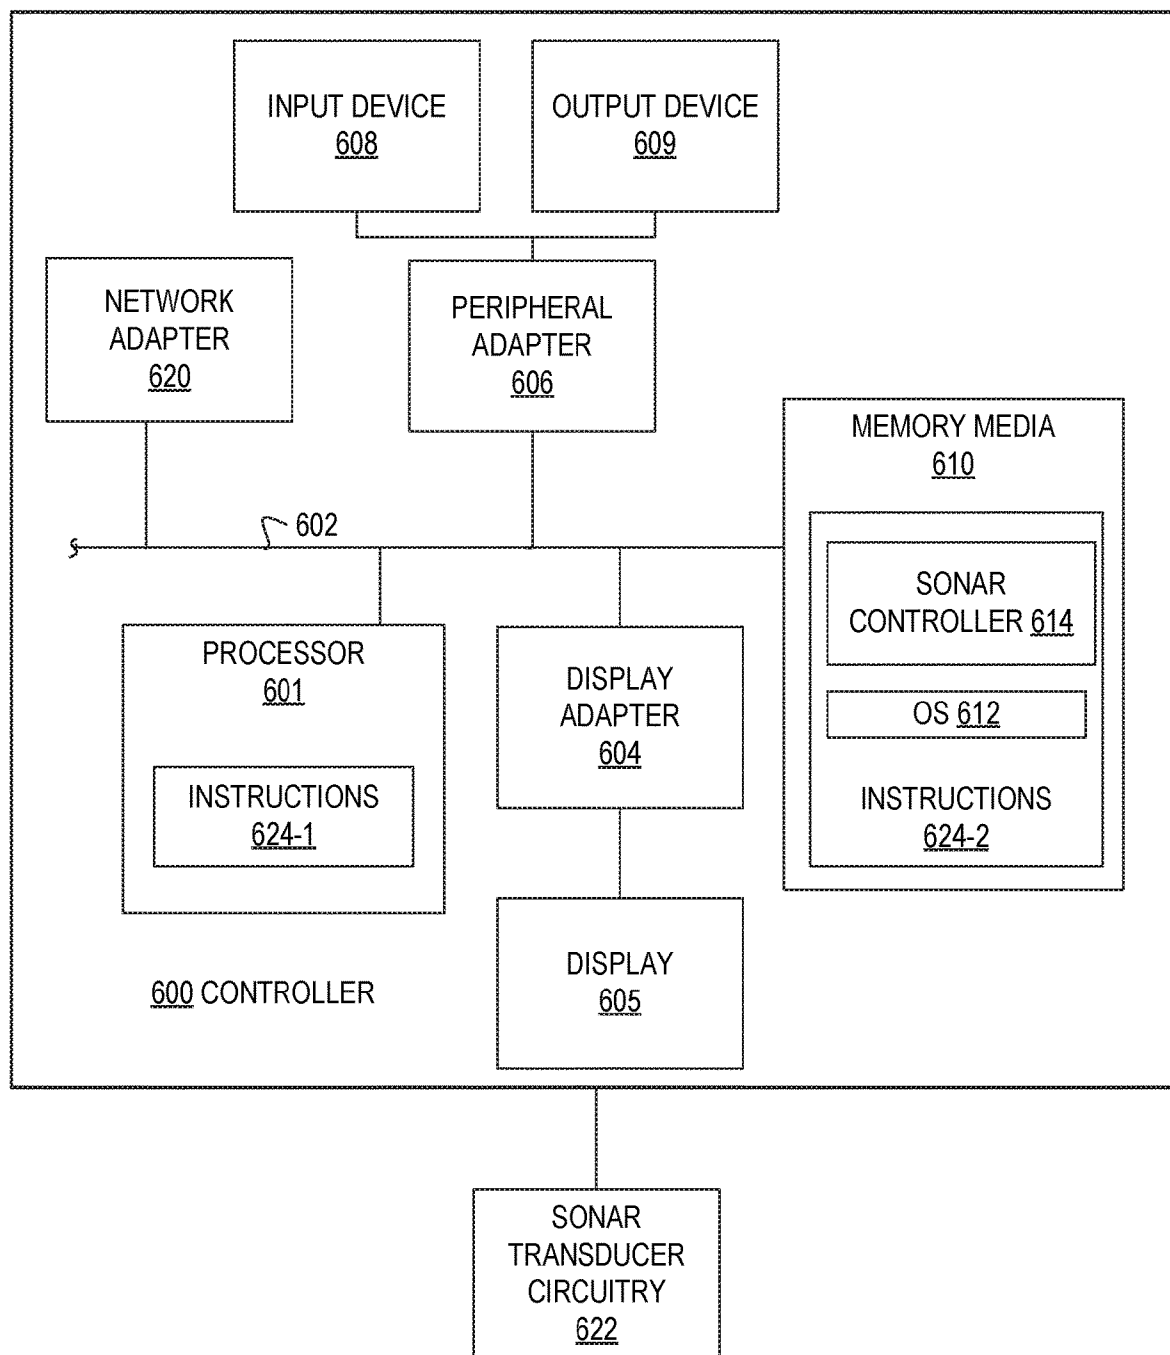 INPUT DEVICE
608
OUTPUT DEVICE
609
NETWORK
ADAPTER
620
PERIPHERAL
ADAPTER
606
MEMORY MEDIA
610
602
SONAR
CONTROLLER 614
OS 612
INSTRUCTIONS
624-2
PROCESSOR
601
INSTRUCTIONS
624-1
DISPLAY
ADAPTER
604
DISPLAY
605
600 CONTROLLER
SONAR
TRANSDUCER
CIRCUITRY
622